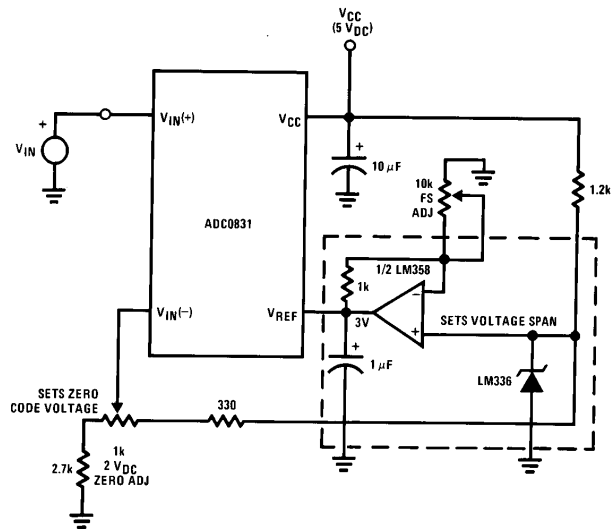 VCC
(5 VDC)
+
VIN
VIN(+)
VCC
ADC0831
+
10 µF
10k
FS
ADJ
1.2k
1/2 LM358
1k
VIN(−)
VREF
3V
−
+
SETS VOLTAGE SPAN
+
1 µF
LM336
SETS ZERO
CODE VOLTAGE
330
1k
2 VDC
ZERO ADJ
2.7k